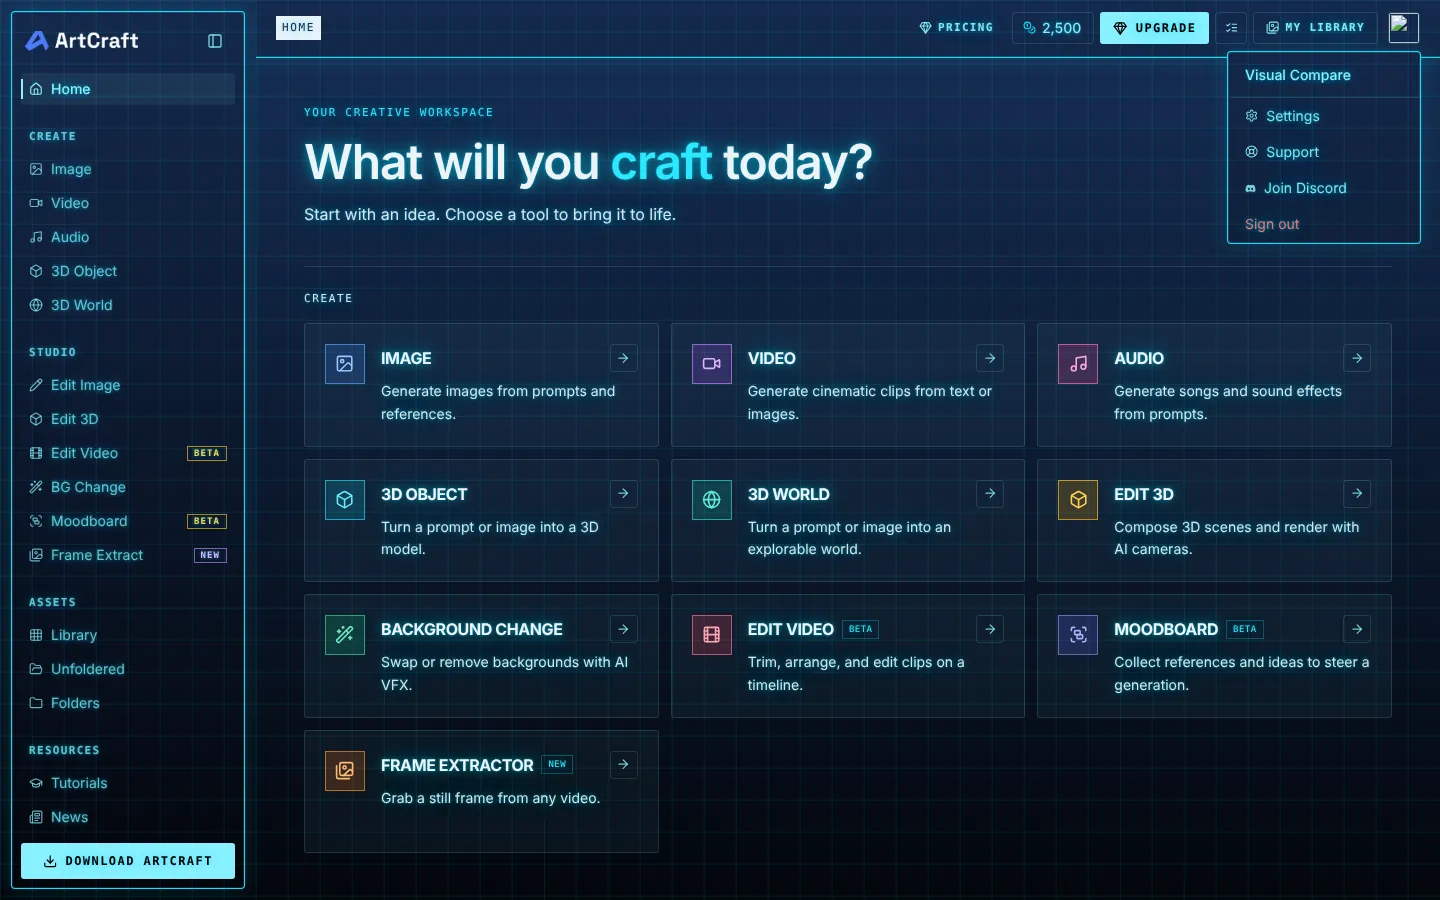 ArtCraft
Home
CREATE
Image
Video
Audio
3D Object
3D World
STUDIO
Edit Image
Edit 3D
Edit Video BETA
BG Change
Moodboard BETA
Frame Extract NEW
ASSETS
Library
Unfoldered
Folders
RESOURCES
Tutorials
News
DOWNLOAD ARTCRAFT
HOME
PRICING
2,500
UPGRADE
MY LIBRARY
Visual Compare
Settings
Support
Join Discord
Sign out
YOUR CREATIVE WORKSPACE
What will you craft today?
Start with an idea. Choose a tool to bring it to life.
CREATE
IMAGE
Generate images from prompts and
references.
VIDEO
Generate cinematic clips from text or
images.
AUDIO
Generate songs and sound effects
from prompts.
3D OBJECT
Turn a prompt or image into a 3D
model.
3D WORLD
Turn a prompt or image into an
explorable world.
EDIT 3D
Compose 3D scenes and render with
AI cameras.
BACKGROUND CHANGE
Swap or remove backgrounds with AI
VFX.
EDIT VIDEO BETA
Trim, arrange, and edit clips on a
timeline.
MOODBOARD BETA
Collect references and ideas to steer a
generation.
FRAME EXTRACTOR NEW
Grab a still frame from any video.